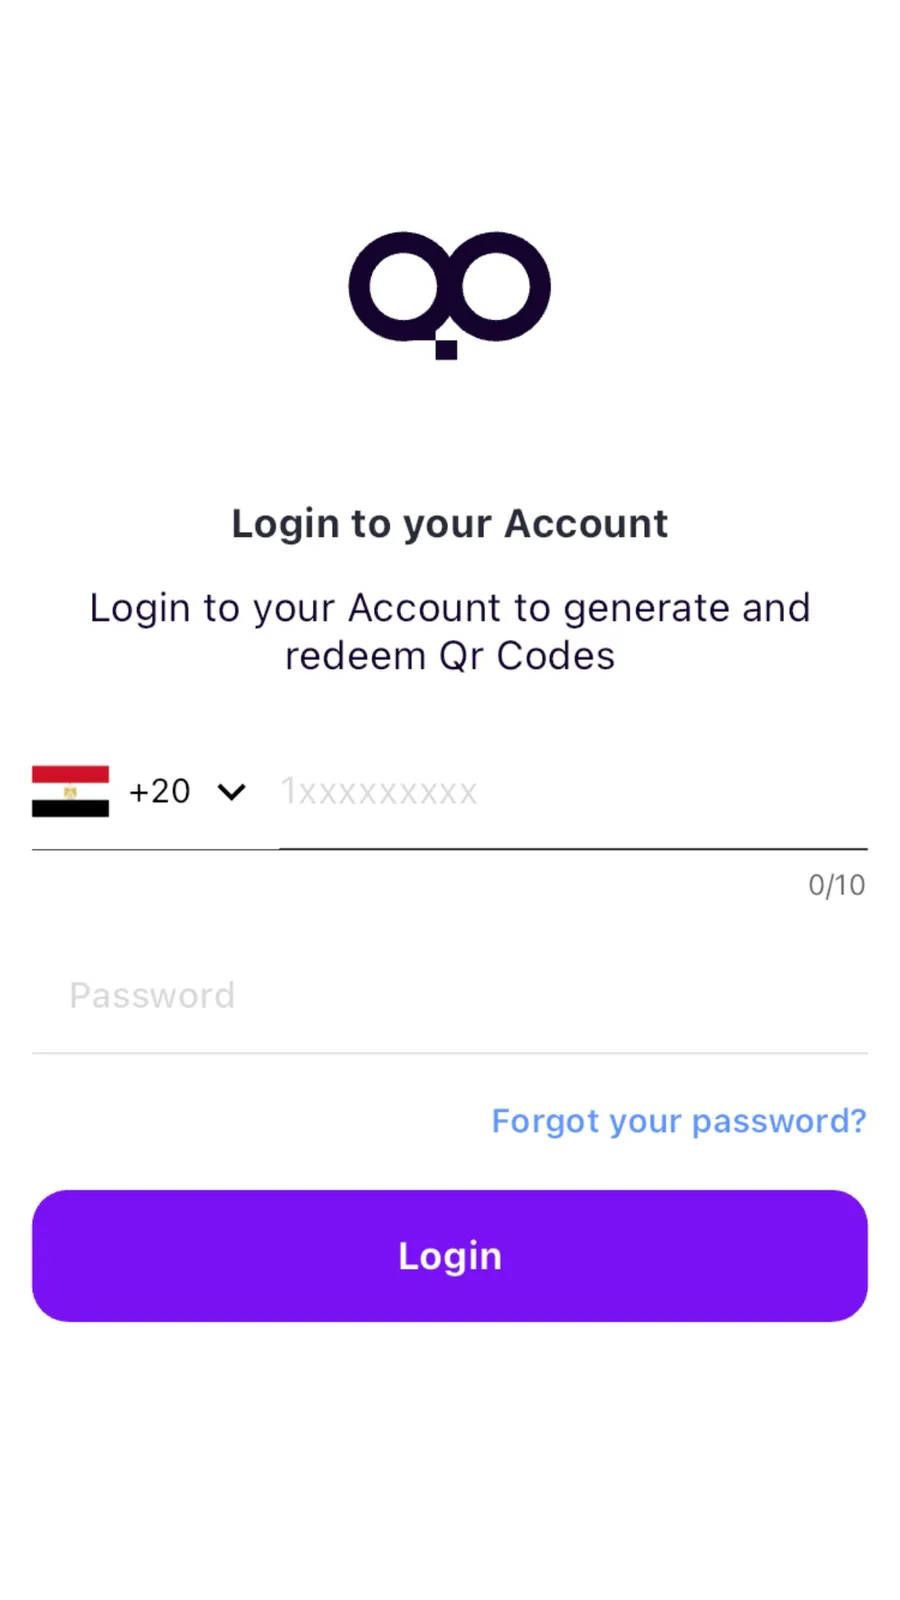 Login to your Account
Login to your Account to generate and
redeem Qr Codes
+20 1xxxxxxxxx
0/10
Password
Forgot your password?
Login